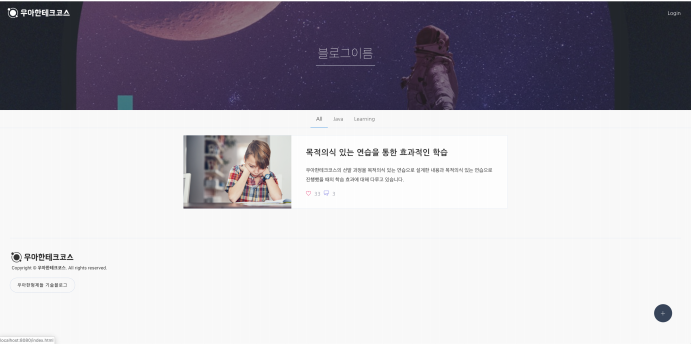 우아한테크코스
Login
블로그이름
All
Java
Learning
목적의식 있는 연습을 통한 효과적인 학습
우아한테크코스의 선발 과정을 목적의식 있는 연습으로 설계한 내용과 목적의식 있는 연습으로
진행했을 때의 학습 효과에 대해 다루고 있습니다.
13
우아한테크코스
Copyright © 우아한테크코스. All rights reserved.
우아한형제들 기술블로그
localhost:8080/index.html